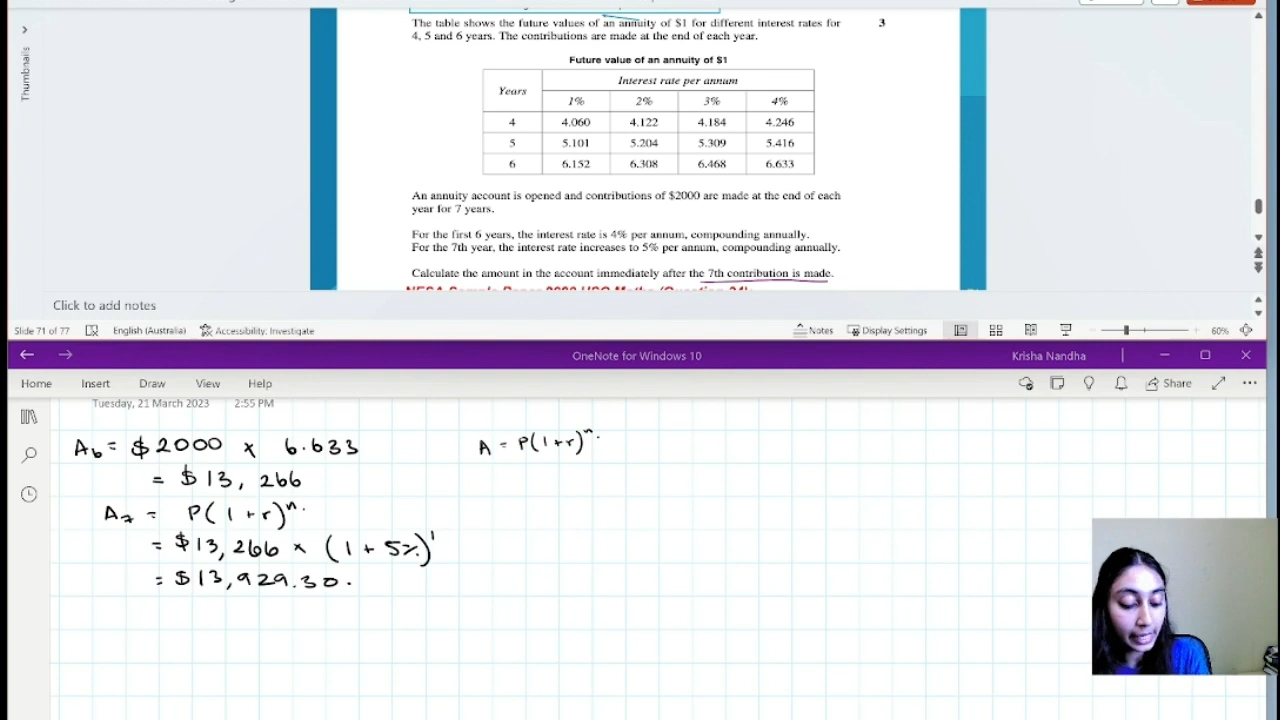 Thumbnails
The table shows the future values of an annuity of $1 for different interest rates for
3
4, 5 and 6 years. The contributions are made at the end of each year.
Future value of an annuity of $1
Years
Interest rate per annum
1% 2% 3% 4%
4 4.060 4.122 4.184 4.246
5 5.101 5.204 5.309 5.416
6 6.152 6.308 6.468 6.633
An annuity account is opened and contributions of $2000 are made at the end of each
year for 7 years.
For the first 6 years, the interest rate is 4% per annum, compounding annually.
For the 7th year, the interest rate increases to 5% per annum, compounding annually.
Calculate the amount in the account immediately after the 7th contribution is made.
Click to add notes
Slide 71 of 77 English (Australia) Accessibility: Investigate Notes Display Settings 60%
OneNote for Windows 10 Krisha Nandha
Home Insert Draw View Help Share
Tuesday, 21 March 2023 2:55 PM
A₆ = $2000 × 6.633
= $13,266
A₇ = P(1+r)ⁿ.
= $13,266 × (1 + 5%)¹
= $13,929.30.
A = P(1+r)ⁿ.